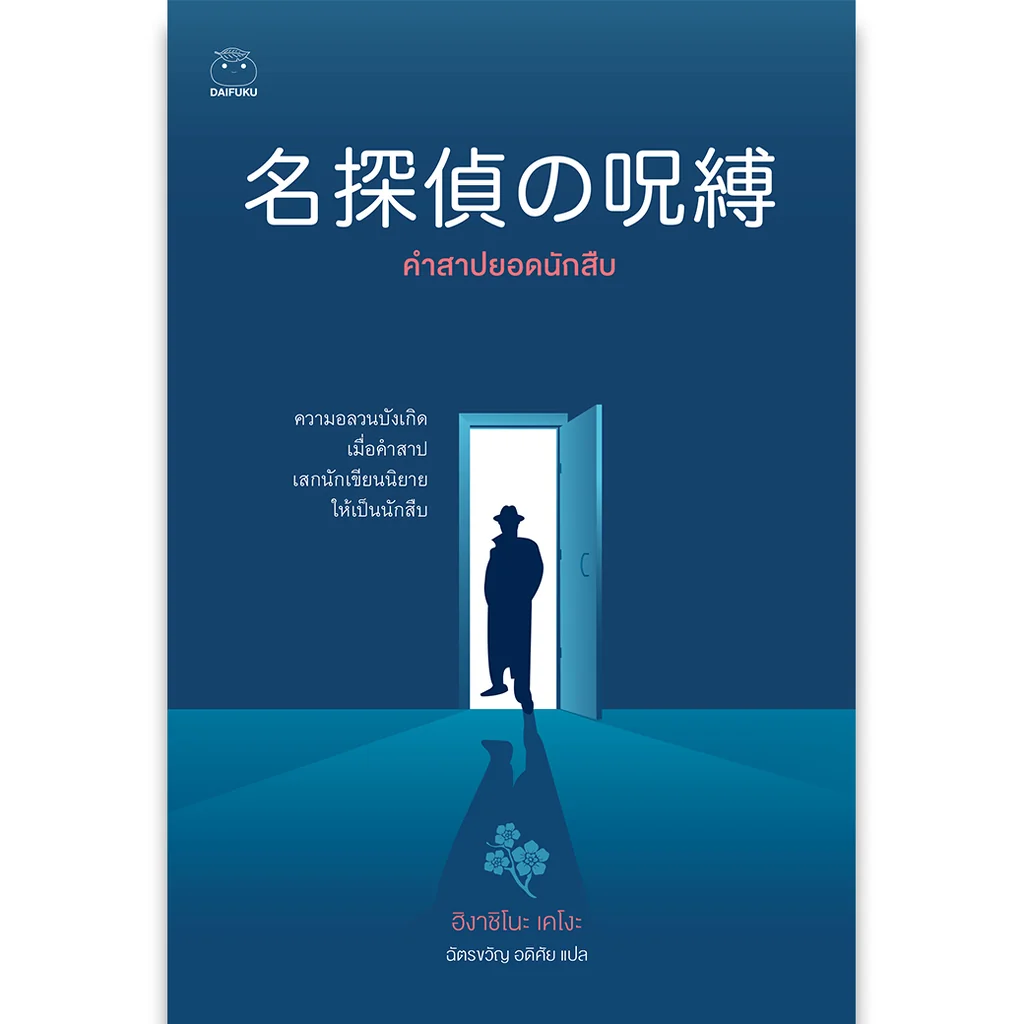 DAIFUKU
名探偵の呪縛
คำสาปยอดนักสืบ
ความอลวนบังเกิด
เมื่อคำสาป
เสกนักเขียนนิยาย
ให้เป็นนักสืบ
ฮิงาชิโนะ เคโงะ
ฉัตรขวัญ อดิศัย แปล